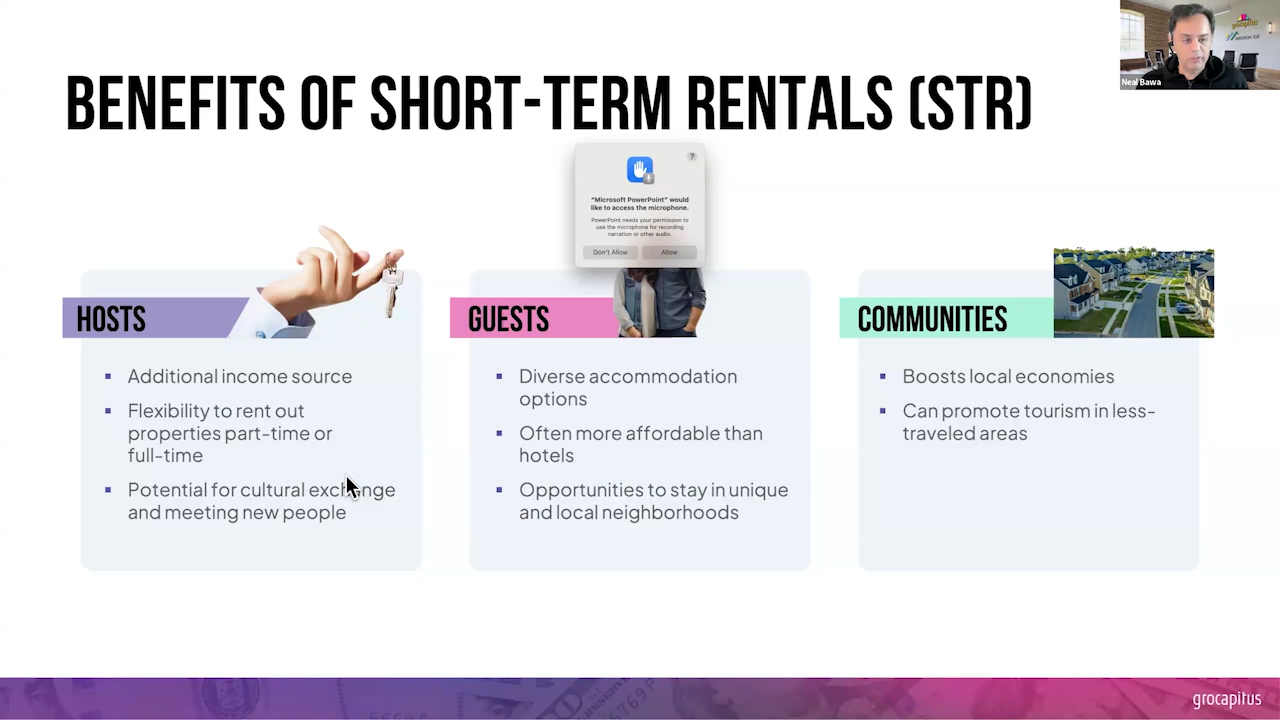 BENEFITS OF SHORT-TERM RENTALS (STR)
Neal Bawa
grocapitus
MISSION 10K
?
"Microsoft PowerPoint" would
like to access the microphone.
PowerPoint needs your permission to
use the microphone for recording
narration or other audio.
Don't Allow
Allow
HOSTS
Additional income source
Flexibility to rent out
properties part-time or
full-time
Potential for cultural exchange
and meeting new people
GUESTS
Diverse accommodation
options
Often more affordable than
hotels
Opportunities to stay in unique
and local neighborhoods
COMMUNITIES
Boosts local economies
Can promote tourism in less-
traveled areas
grocapitus